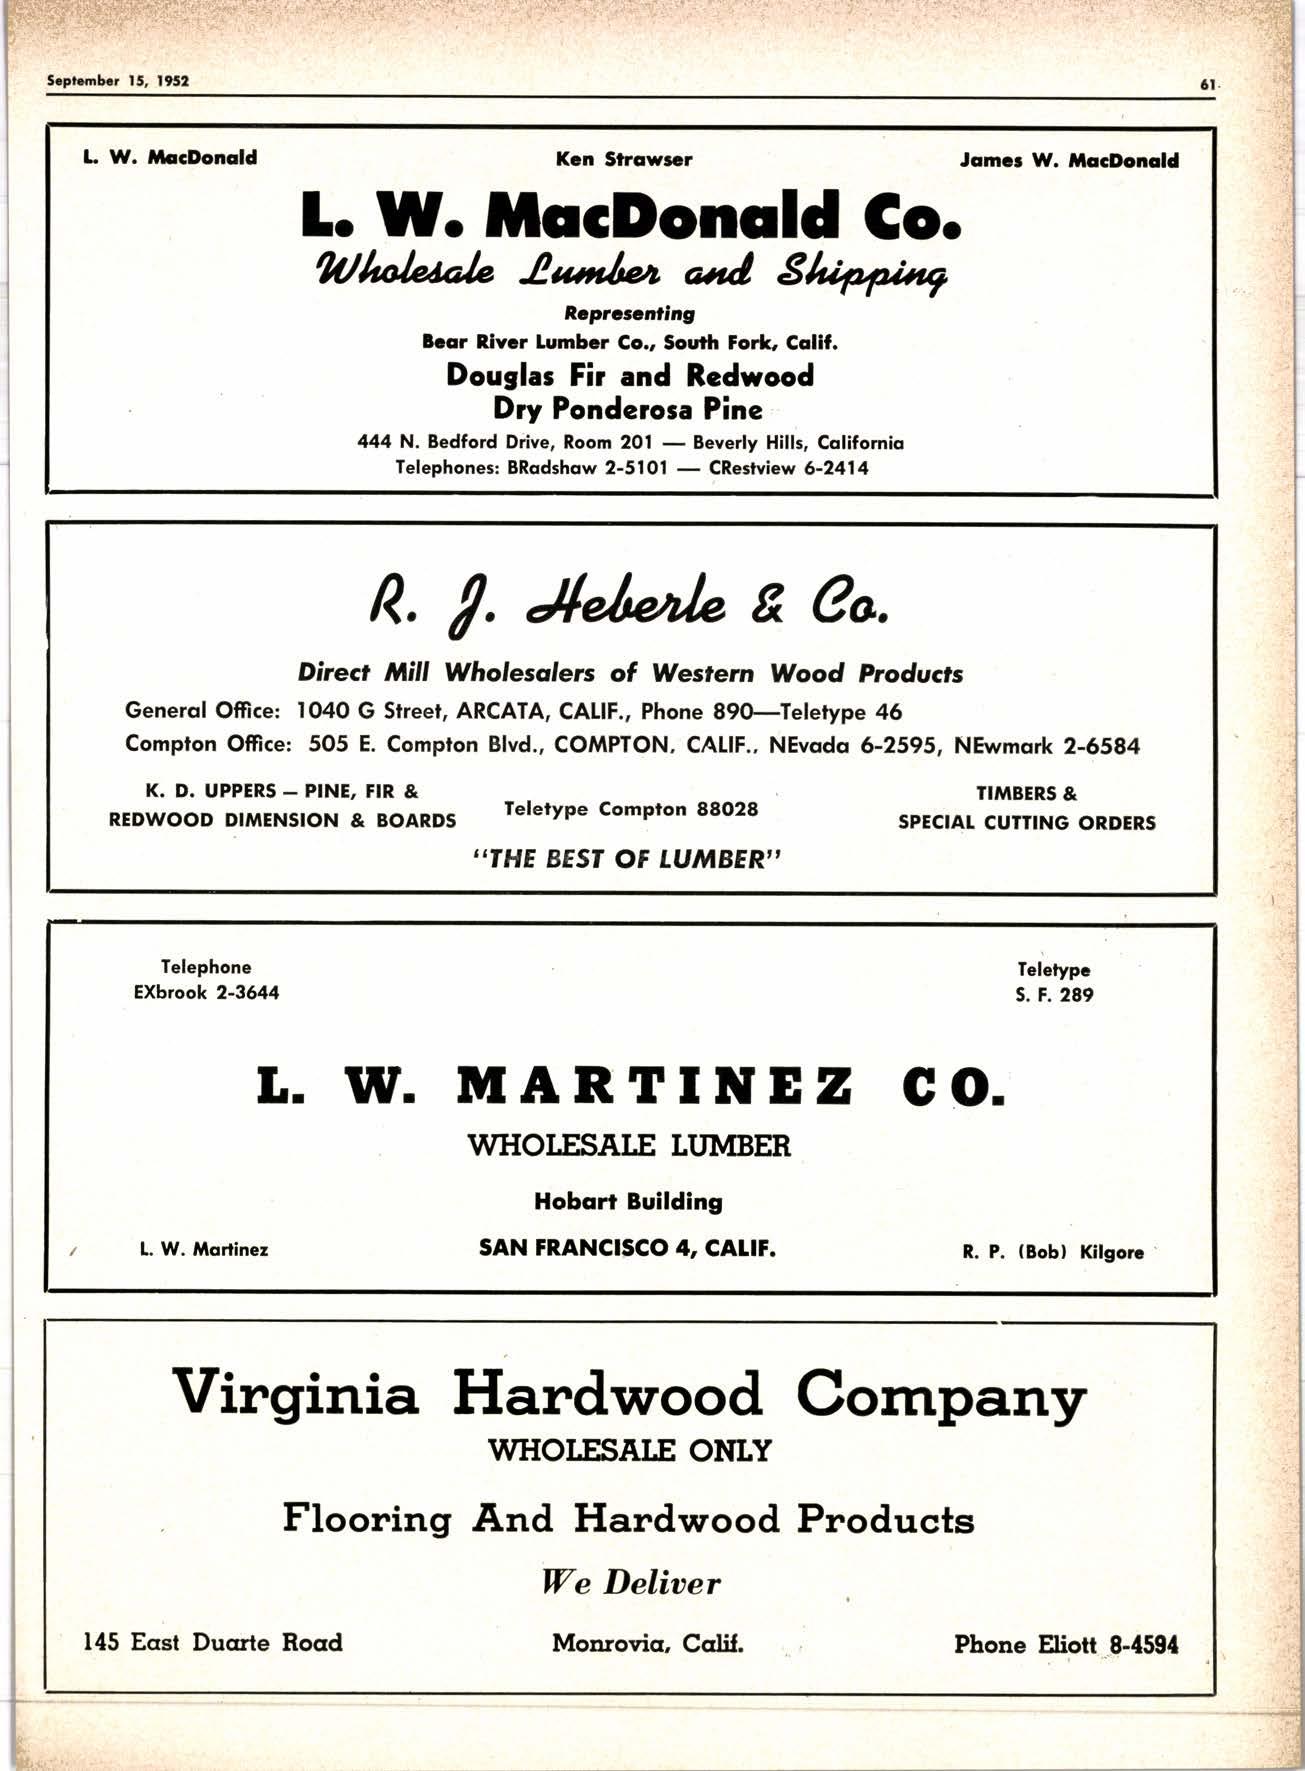 September 15, 1952 61
L. W. MacDonald Ken Strawser James W. MacDonald
L. W. MacDonald Co.
Wholesale Lumber and Shipping
Representing
Bear River Lumber Co., South Fork, Calif.
Douglas Fir and Redwood
Dry Ponderosa Pine
444 N. Bedford Drive, Room 201 — Beverly Hills, California
Telephones: BRadshaw 2-5101 — CRestview 6-2414
R. J. Heberle & Co.
Direct Mill Wholesalers of Western Wood Products
General Office: 1040 G Street, ARCATA, CALIF., Phone 890—Teletype 46
Compton Office: 505 E. Compton Blvd., COMPTON, CALIF., NEvada 6-2595, NEwmark 2-6584
K. D. UPPERS — PINE, FIR &
REDWOOD DIMENSION & BOARDS
Teletype Compton 88028
TIMBERS &
SPECIAL CUTTING ORDERS
"THE BEST OF LUMBER"
Telephone
EXbrook 2-3644
Teletype
S. F. 289
L. W. MARTINEZ CO.
WHOLESALE LUMBER
Hobart Building
L. W. Martinez SAN FRANCISCO 4, CALIF. R. P. (Bob) Kilgore
Virginia Hardwood Company
WHOLESALE ONLY
Flooring And Hardwood Products
We Deliver
145 East Duarte Road Monrovia, Calif. Phone Eliott 8-4594